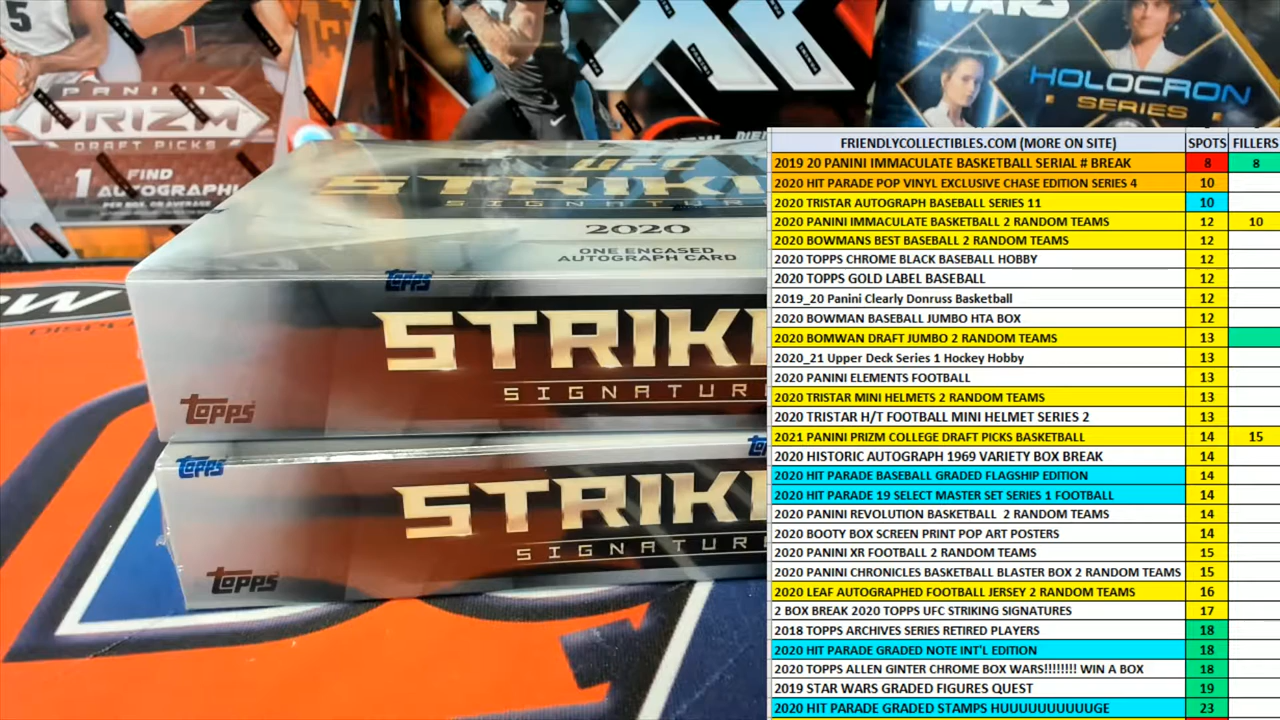 5
PANINI
PRIZM
DRAFT PICKS
1 FIND
AUTOGRAPH
PER BOX, ON AVERAGE
XR
WARS
HOLOCRON
SERIES
UFC
STRIKI
SIGNATUR
2020
ONE ENCASED
AUTOGRAPH CARD
topps
STRIKI
SIGNATUR
topps
topps
STRIKI
SIGNATUR
topps
FRIENDLYCOLLECTIBLES.COM (MORE ON SITE) SPOTS FILLERS
2019 20 PANINI IMMACULATE BASKETBALL SERIAL # BREAK 8 8
2020 HIT PARADE POP VINYL EXCLUSIVE CHASE EDITION SERIES 4 10
2020 TRISTAR AUTOGRAPH BASEBALL SERIES 11 10
2020 PANINI IMMACULATE BASKETBALL 2 RANDOM TEAMS 12 10
2020 BOWMANS BEST BASEBALL 2 RANDOM TEAMS 12
2020 TOPPS CHROME BLACK BASEBALL HOBBY 12
2020 TOPPS GOLD LABEL BASEBALL 12
2019_20 Panini Clearly Donruss Basketball 12
2020 BOWMAN BASEBALL JUMBO HTA BOX 12
2020 BOMWAN DRAFT JUMBO 2 RANDOM TEAMS 13
2020_21 Upper Deck Series 1 Hockey Hobby 13
2020 PANINI ELEMENTS FOOTBALL 13
2020 TRISTAR MINI HELMETS 2 RANDOM TEAMS 13
2020 TRISTAR H/T FOOTBALL MINI HELMET SERIES 2 13
2021 PANINI PRIZM COLLEGE DRAFT PICKS BASKETBALL 14 15
2020 HISTORIC AUTOGRAPH 1969 VARIETY BOX BREAK 14
2020 HIT PARADE BASEBALL GRADED FLAGSHIP EDITION 14
2020 HIT PARADE 19 SELECT MASTER SET SERIES 1 FOOTBALL 14
2020 PANINI REVOLUTION BASKETBALL 2 RANDOM TEAMS 14
2020 BOOTY BOX SCREEN PRINT POP ART POSTERS 14
2020 PANINI XR FOOTBALL 2 RANDOM TEAMS 15
2020 PANINI CHRONICLES BASKETBALL BLASTER BOX 2 RANDOM TEAMS 15
2020 LEAF AUTOGRAPHED FOOTBALL JERSEY 2 RANDOM TEAMS 16
2 BOX BREAK 2020 TOPPS UFC STRIKING SIGNATURES 17
2018 TOPPS ARCHIVES SERIES RETIRED PLAYERS 18
2020 HIT PARADE GRADED NOTE INT'L EDITION 18
2020 TOPPS ALLEN GINTER CHROME BOX WARS!!!!!!!! WIN A BOX 18
2019 STAR WARS GRADED FIGURES QUEST 19
2020 HIT PARADE GRADED STAMPS HUUUUUUUUUUGE 23